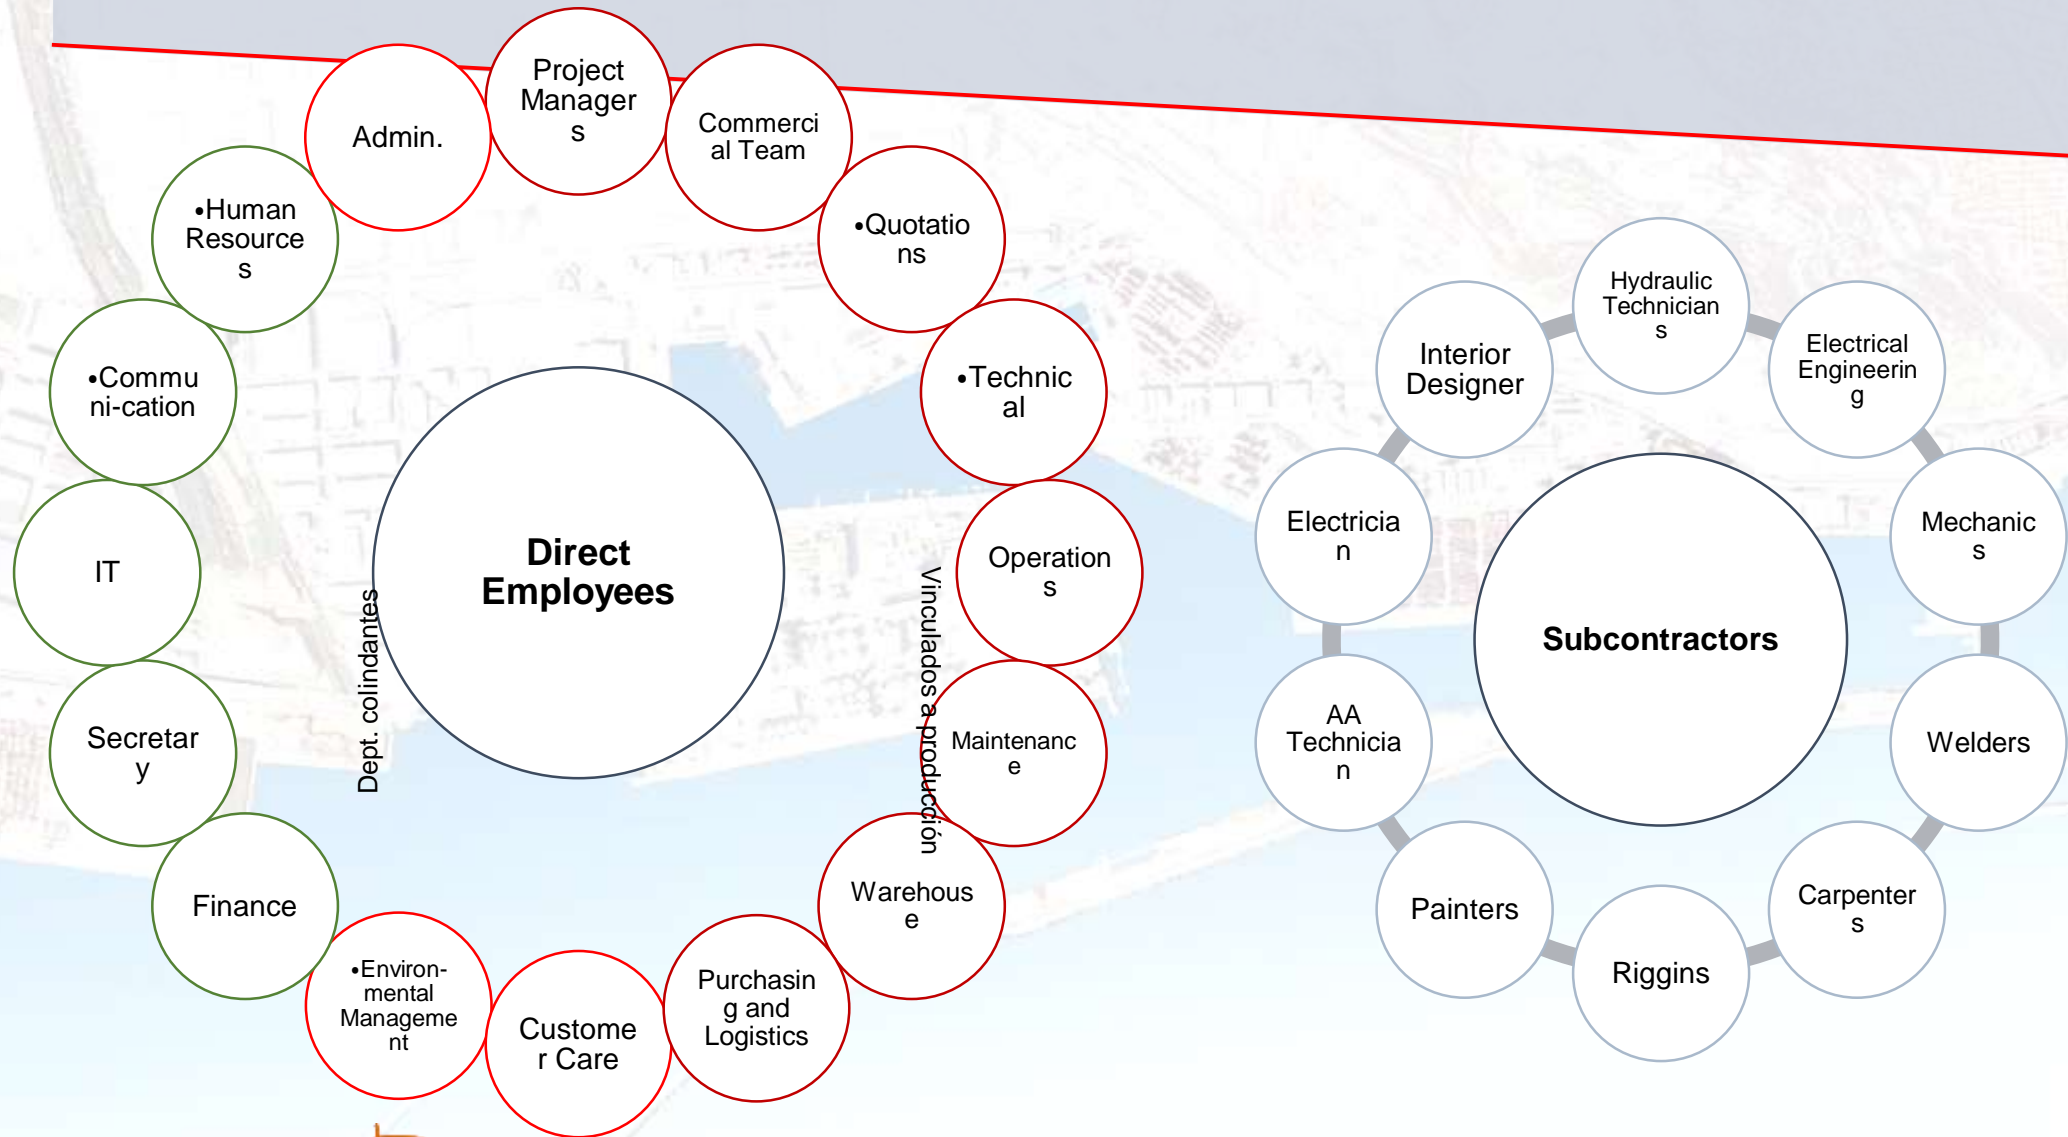 Project
Manager
s
Admin.
Commerci
al Team
•Human
Resource
s
•Quotatio
ns
•Commu
ni-cation
•Technic
al
IT
Direct
Employees
Operation
s
Dept. colindantes
Vinculados a producción
Secretar
y
Maintenanc
e
Finance
Warehous
e
•Environ-
mental
Manageme
nt
Custome
r Care
Purchasin
g and
Logistics
Hydraulic
Technician
s
Interior
Designer
Electrical
Engineerin
g
Electricia
n
Mechanic
s
Subcontractors
AA
Technicia
n
Welders
Painters
Carpenter
s
Riggins